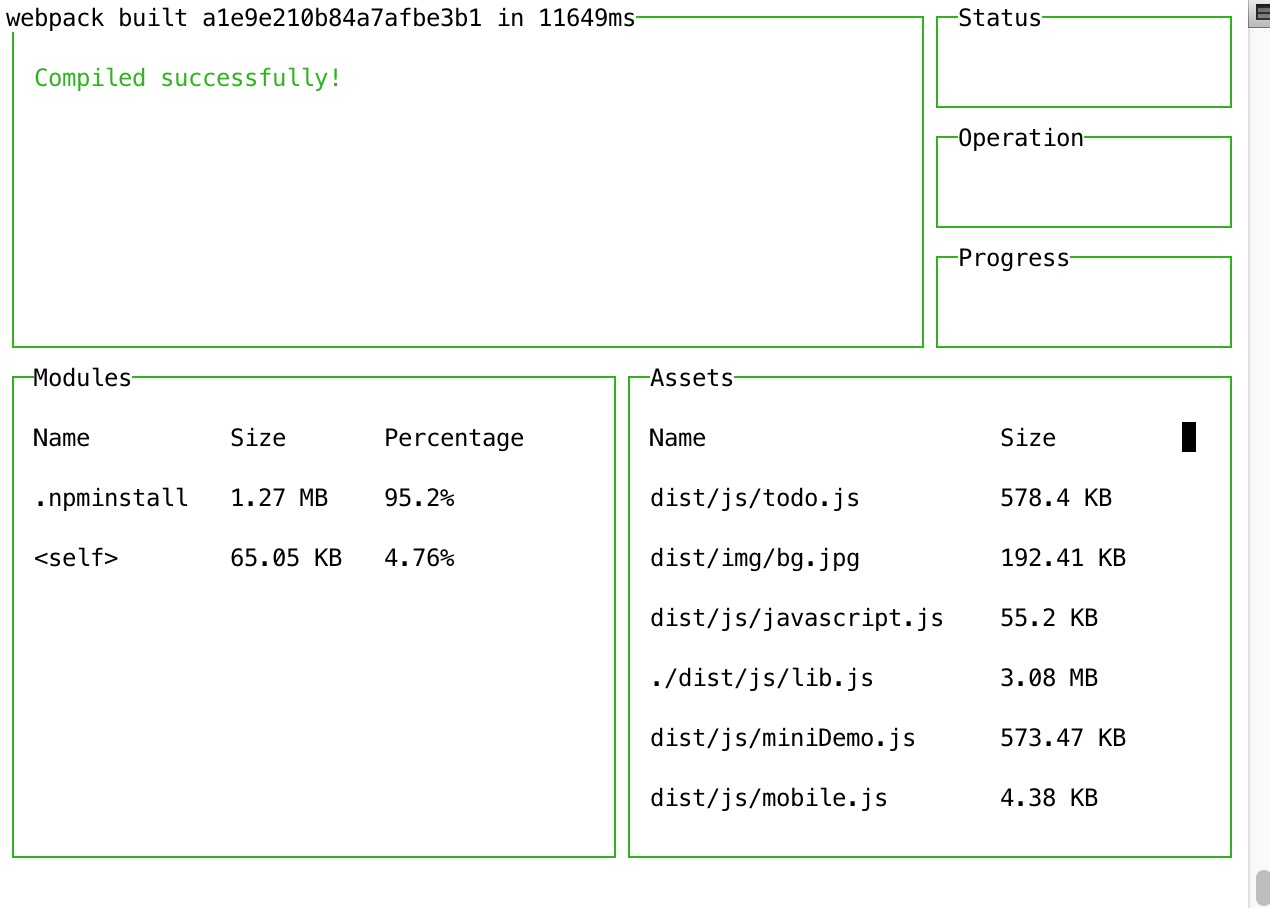 webpack built a1e9e210b84a7afbe3b1 in 11649ms
Compiled successfully!
Status
Operation
Progress
Modules
Name Size Percentage
.npminstall 1.27 MB 95.2%
<self> 65.05 KB 4.76%
Assets
Name Size
dist/js/todo.js 578.4 KB
dist/img/bg.jpg 192.41 KB
dist/js/javascript.js 55.2 KB
./dist/js/lib.js 3.08 MB
dist/js/miniDemo.js 573.47 KB
dist/js/mobile.js 4.38 KB